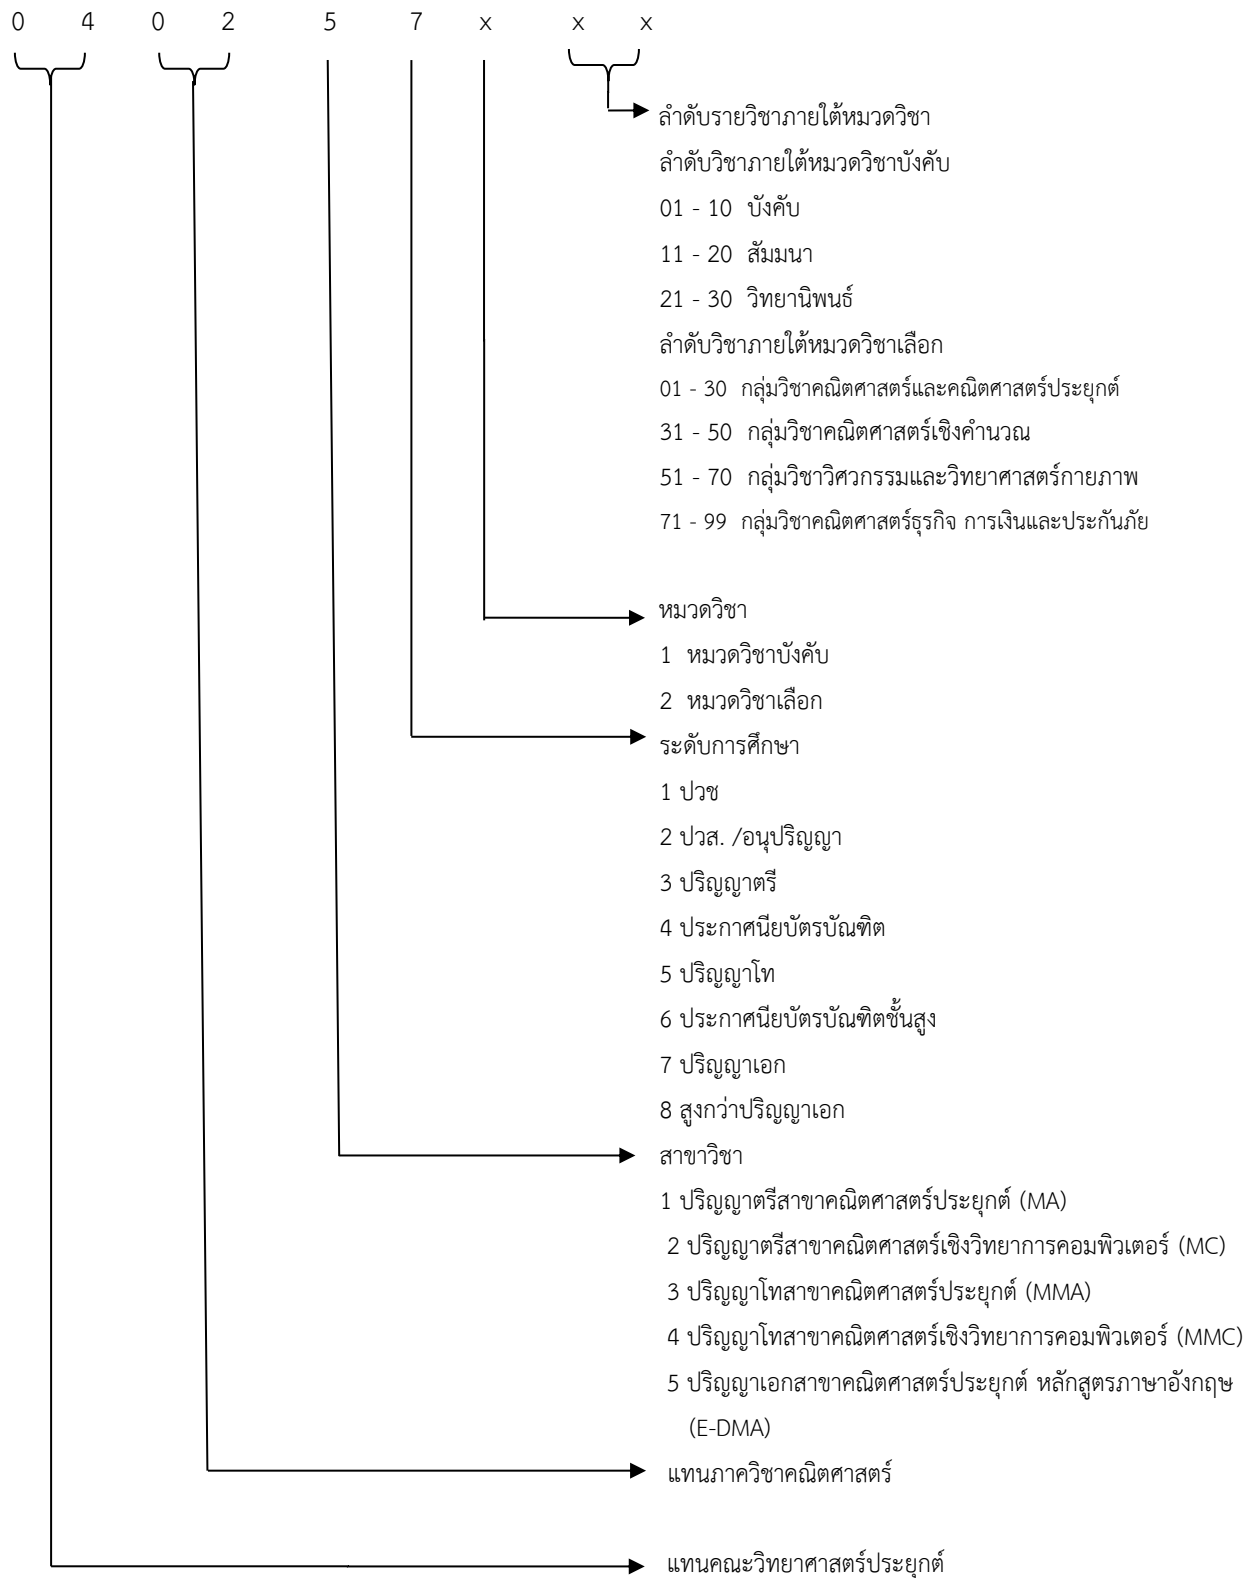 0 4 0 2 5 7 x x x
ลำดับรายวิชาภายใต้หมวดวิชา
ลำดับวิชาภายใต้หมวดวิชาบังคับ
01 - 10 บังคับ
11 - 20 สัมมนา
21 - 30 วิทยานิพนธ์
ลำดับวิชาภายใต้หมวดวิชาเลือก
01 - 30 กลุ่มวิชาคณิตศาสตร์และคณิตศาสตร์ประยุกต์
31 - 50 กลุ่มวิชาคณิตศาสตร์เชิงคำนวณ
51 - 70 กลุ่มวิชาวิศวกรรมและวิทยาศาสตร์กายภาพ
71 - 99 กลุ่มวิชาคณิตศาสตร์ธุรกิจ การเงินและประกันภัย
หมวดวิชา
1 หมวดวิชาบังคับ
2 หมวดวิชาเลือก
ระดับการศึกษา
1 ปวช
2 ปวส. /อนุปริญญา
3 ปริญญาตรี
4 ประกาศนียบัตรบัณฑิต
5 ปริญญาโท
6 ประกาศนียบัตรบัณฑิตชั้นสูง
7 ปริญญาเอก
8 สูงกว่าปริญญาเอก
สาขาวิชา
1 ปริญญาตรีสาขาคณิตศาสตร์ประยุกต์ (MA)
2 ปริญญาตรีสาขาคณิตศาสตร์เชิงวิทยาการคอมพิวเตอร์ (MC)
3 ปริญญาโทสาขาคณิตศาสตร์ประยุกต์ (MMA)
4 ปริญญาโทสาขาคณิตศาสตร์เชิงวิทยาการคอมพิวเตอร์ (MMC)
5 ปริญญาเอกสาขาคณิตศาสตร์ประยุกต์ หลักสูตรภาษาอังกฤษ
(E-DMA)
แทนภาควิชาคณิตศาสตร์
แทนคณะวิทยาศาสตร์ประยุกต์